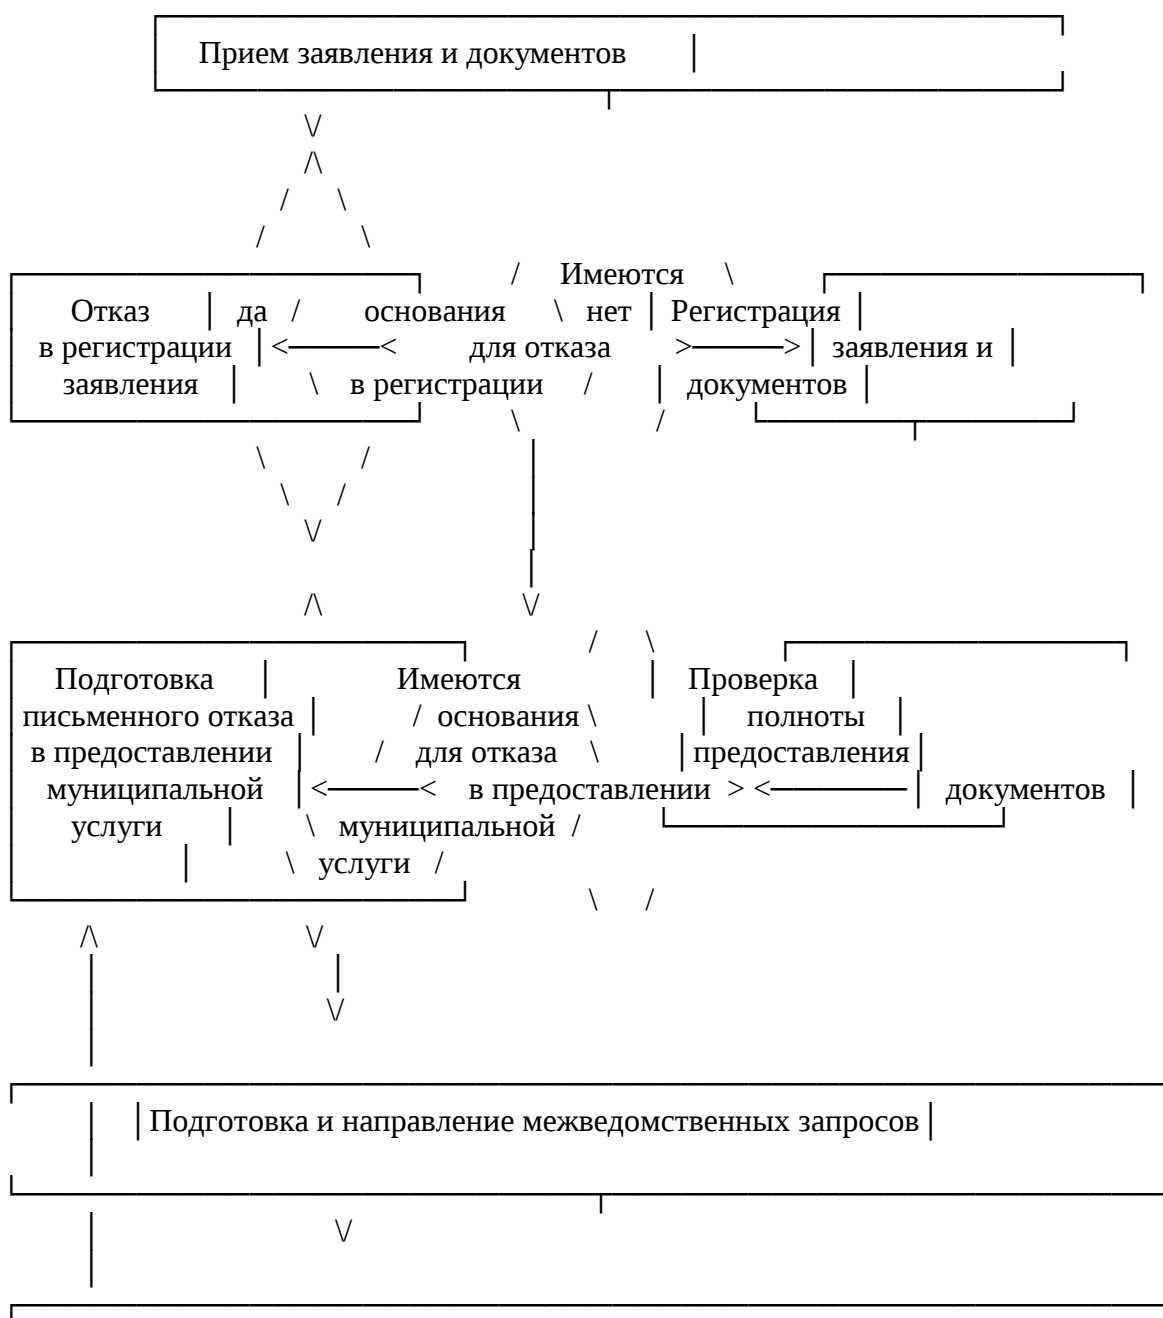 Прием заявления и документов
Имеются
Отказ да основания нет Регистрация
в регистрации для отказа заявления и
заявления в регистрации документов
Подготовка Имеются Проверка
письменного отказа основания полноты
в предоставлении для отказа предоставления
муниципальной в предоставлении документов
услуги муниципальной
услуги
Подготовка и направление межведомственных запросов